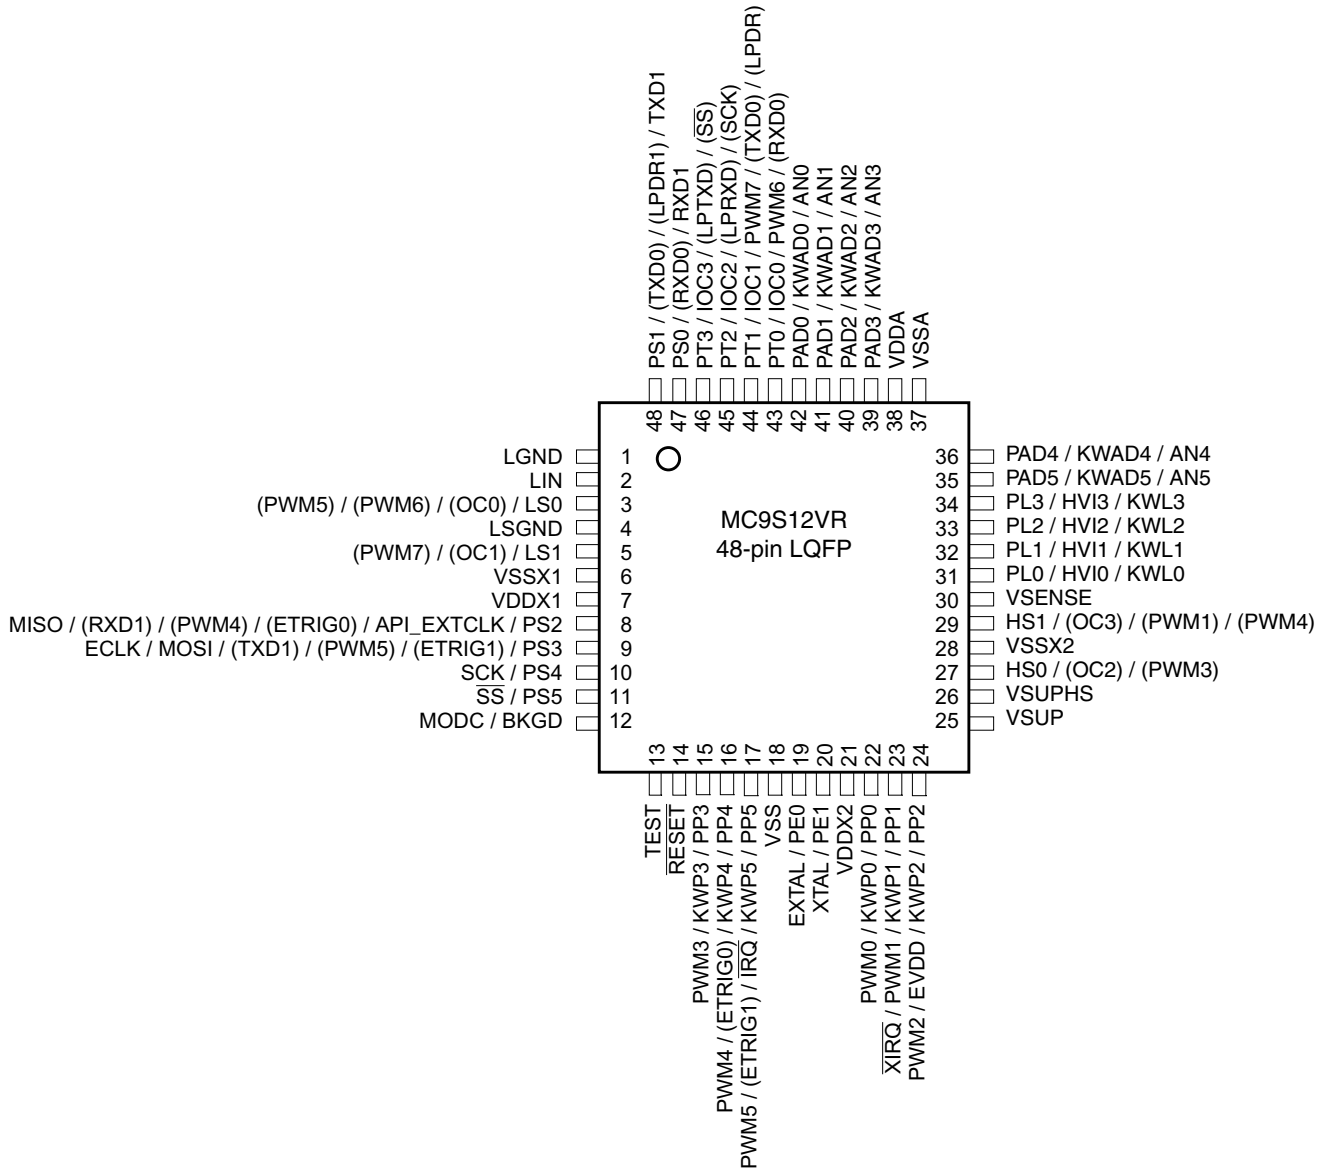 PS1 / (TXD0) / (LPDR1) / TXD1
PS0 / (RXD0) / RXD1
PT3 / IOC3 / (LPTXD) / (SS)
PT2 / IOC2 / (LPRXD) / (SCK)
PT1 / IOC1 / PWM7 / (TXD0) / (LPDR)
PT0 / IOC0 / PWM6 / (RXD0)
PAD0 / KWAD0 / AN0
PAD1 / KWAD1 / AN1
PAD2 / KWAD2 / AN2
PAD3 / KWAD3 / AN3
VDDA
VSSA
48
47
46
45
44
43
42
41
40
39
38
37
LGND 1
LIN 2
(PWM5) / (PWM6) / (OC0) / LS0 3
LSGND 4
(PWM7) / (OC1) / LS1 5
VSSX1 6
VDDX1 7
MISO / (RXD1) / (PWM4) / (ETRIG0) / API_EXTCLK / PS2 8
ECLK / MOSI / (TXD1) / (PWM5) / (ETRIG1) / PS3 9
SCK / PS4 10
SS / PS5 11
MODC / BKGD 12
MC9S12VR
48-pin LQFP
36 PAD4 / KWAD4 / AN4
35 PAD5 / KWAD5 / AN5
34 PL3 / HVI3 / KWL3
33 PL2 / HVI2 / KWL2
32 PL1 / HVI1 / KWL1
31 PL0 / HVI0 / KWL0
30 VSENSE
29 HS1 / (OC3) / (PWM1) / (PWM4)
28 VSSX2
27 HS0 / (OC2) / (PWM3)
26 VSUPHS
25 VSUP
13
14
15
16
17
18
19
20
21
22
23
24
TEST
RESET
PWM3 / KWP3 / PP3
PWM4 / (ETRIG0) / KWP4 / PP4
PWM5 / (ETRIG1) / IRQ / KWP5 / PP5
VSS
EXTAL / PE0
XTAL / PE1
VDDX2
PWM0 / KWP0 / PP0
XIRQ / PWM1 / KWP1 / PP1
PWM2 / EVDD / KWP2 / PP2